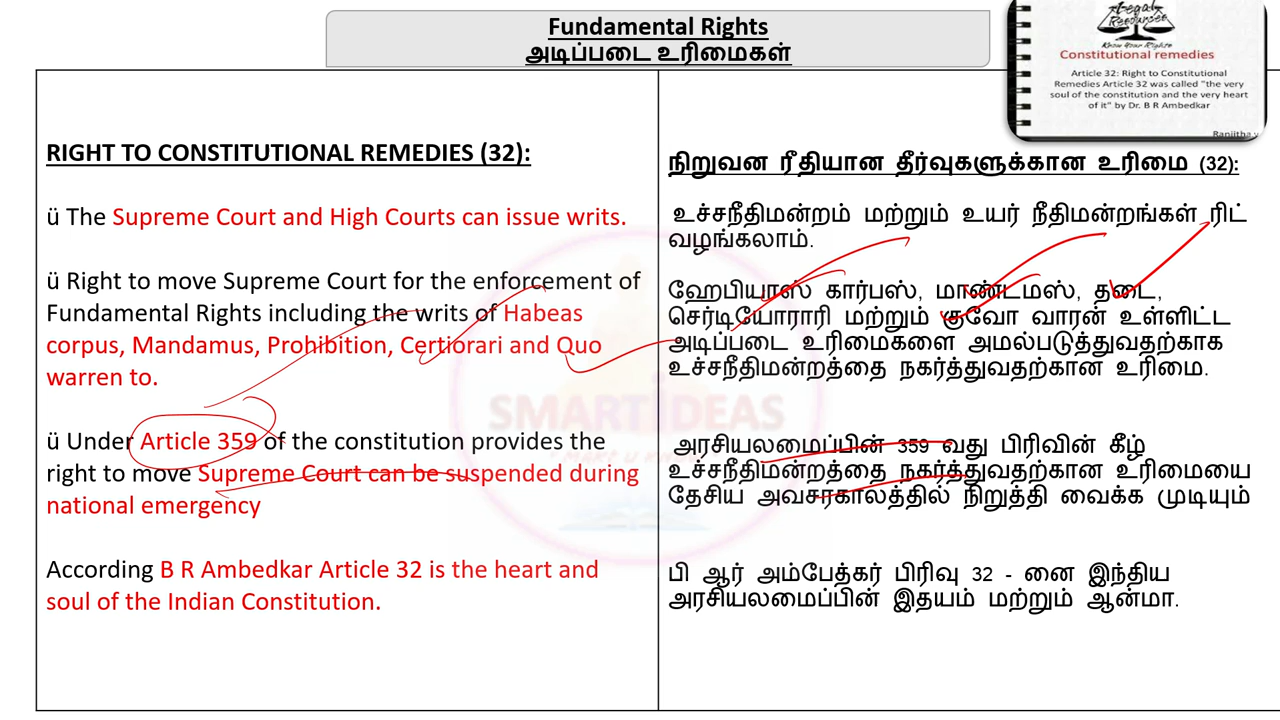 Fundamental Rights
அடிப்படை உரிமைகள்
Legal
Resources
Know Your Rights
Constitutional remedies
Article 32: Right to Constitutional
Remedies Article 32 was called "the very
soul of the constitution and the very heart
of it" by Dr. B R Ambedkar
Ranjitha.v
RIGHT TO CONSTITUTIONAL REMEDIES (32):
ü The Supreme Court and High Courts can issue writs.
ü Right to move Supreme Court for the enforcement of
Fundamental Rights including the writs of Habeas
corpus, Mandamus, Prohibition, Certiorari and Quo
warren to.
ü Under Article 359 of the constitution provides the
right to move Supreme Court can be suspended during
national emergency
According B R Ambedkar Article 32 is the heart and
soul of the Indian Constitution.
நிறுவன ரீதியான தீர்வுகளுக்கான உரிமை (32):
உச்சநீதிமன்றம் மற்றும் உயர் நீதிமன்றங்கள் ரிட்
வழங்கலாம்.
ஹேபியாஸ் கார்பஸ், மாண்டமஸ், தடை,
செர்டியோராரி மற்றும் குவோ வாரன் உள்ளிட்ட
அடிப்படை உரிமைகளை அமல்படுத்துவதற்காக
உச்சநீதிமன்றத்தை நகர்த்துவதற்கான உரிமை.
அரசியலமைப்பின் 359 வது பிரிவின் கீழ்
உச்சநீதிமன்றத்தை நகர்த்துவதற்கான உரிமையை
தேசிய அவசரகாலத்தில் நிறுத்தி வைக்க முடியும்
பி ஆர் அம்பேத்கர் பிரிவு 32 - னை இந்திய
அரசியலமைப்பின் இதயம் மற்றும் ஆன்மா.
SMART IDEAS